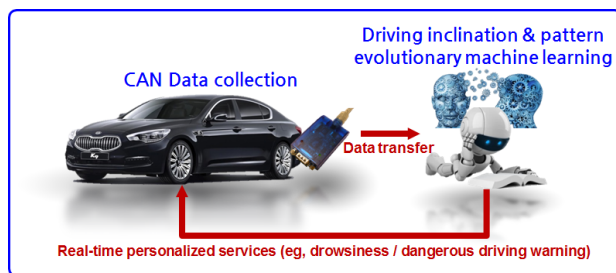 Driving inclination & pattern
evolutionary machine learning
CAN Data collection
Data transfer
Real-time personalized services (eg, drowsiness / dangerous driving warning)